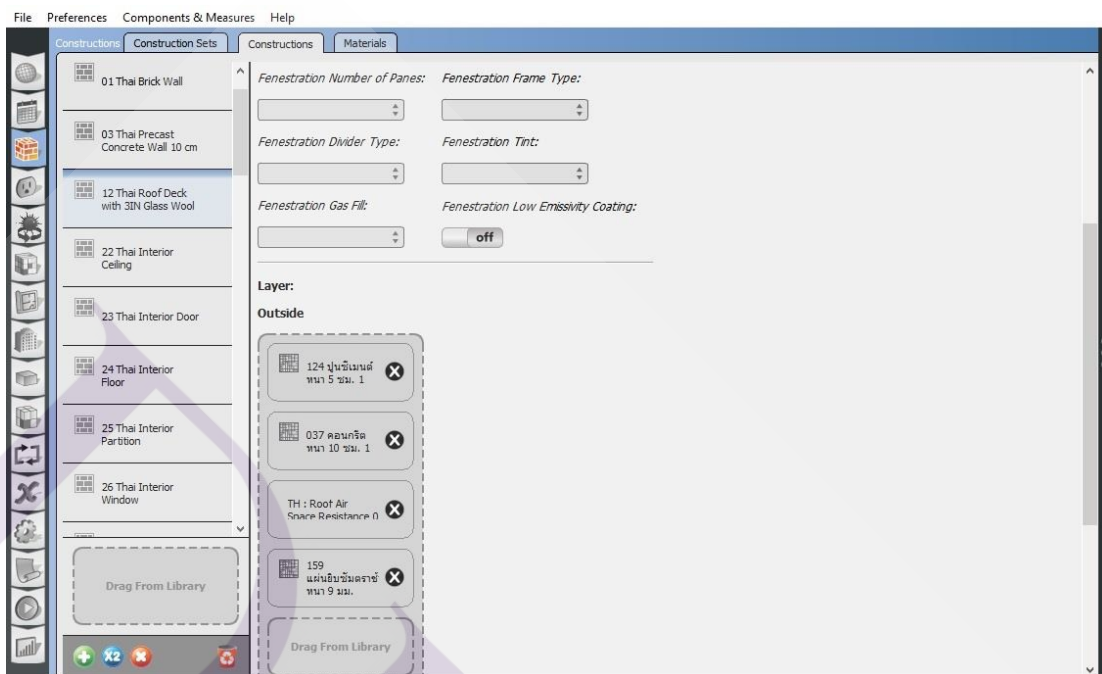 File Preferences Components & Measures Help
Constructions Construction Sets Constructions Materials
01 Thai Brick Wall
03 Thai Precast
Concrete Wall 10 cm
12 Thai Roof Deck
with 3IN Glass Wool
22 Thai Interior
Ceiling
23 Thai Interior Door
24 Thai Interior
Floor
25 Thai Interior
Partition
26 Thai Interior
Window
Drag From Library
X2
Fenestration Number of Panes: Fenestration Frame Type:
Fenestration Divider Type: Fenestration Tint:
Fenestration Gas Fill: Fenestration Low Emissivity Coating:
off
Layer:
Outside
124 ปูนซีเมนต์
หนา 5 ซม. 1
037 คอนกรีต
หนา 10 ซม. 1
TH : Roof Air
Space Resistance 0
159
แผ่นยิบซัมตราช้
หนา 9 มม.
Drag From Library